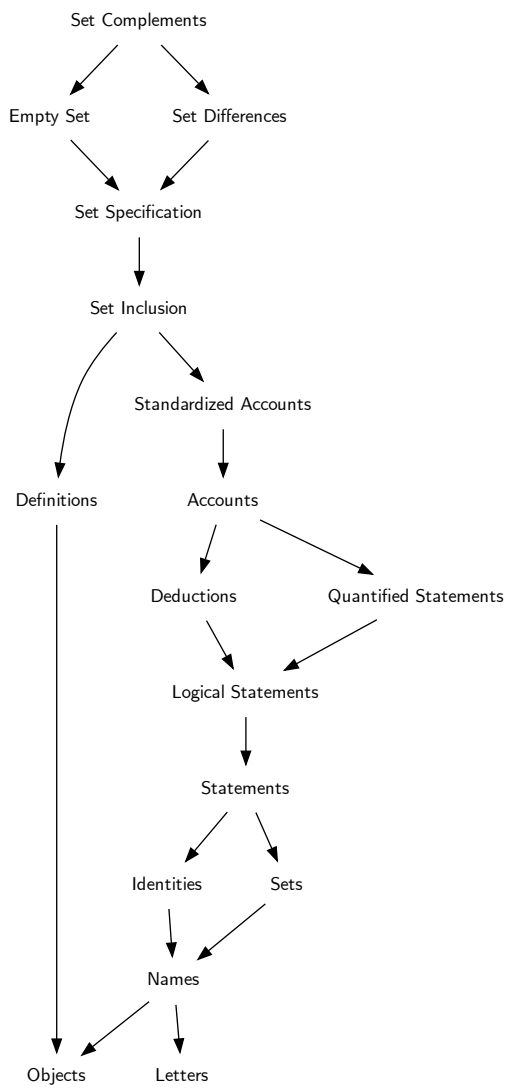 Set Complements
Empty Set
Set Differences
Set Specification
Set Inclusion
Standardized Accounts
Definitions
Accounts
Deductions
Quantified Statements
Logical Statements
Statements
Identities
Sets
Names
Objects
Letters